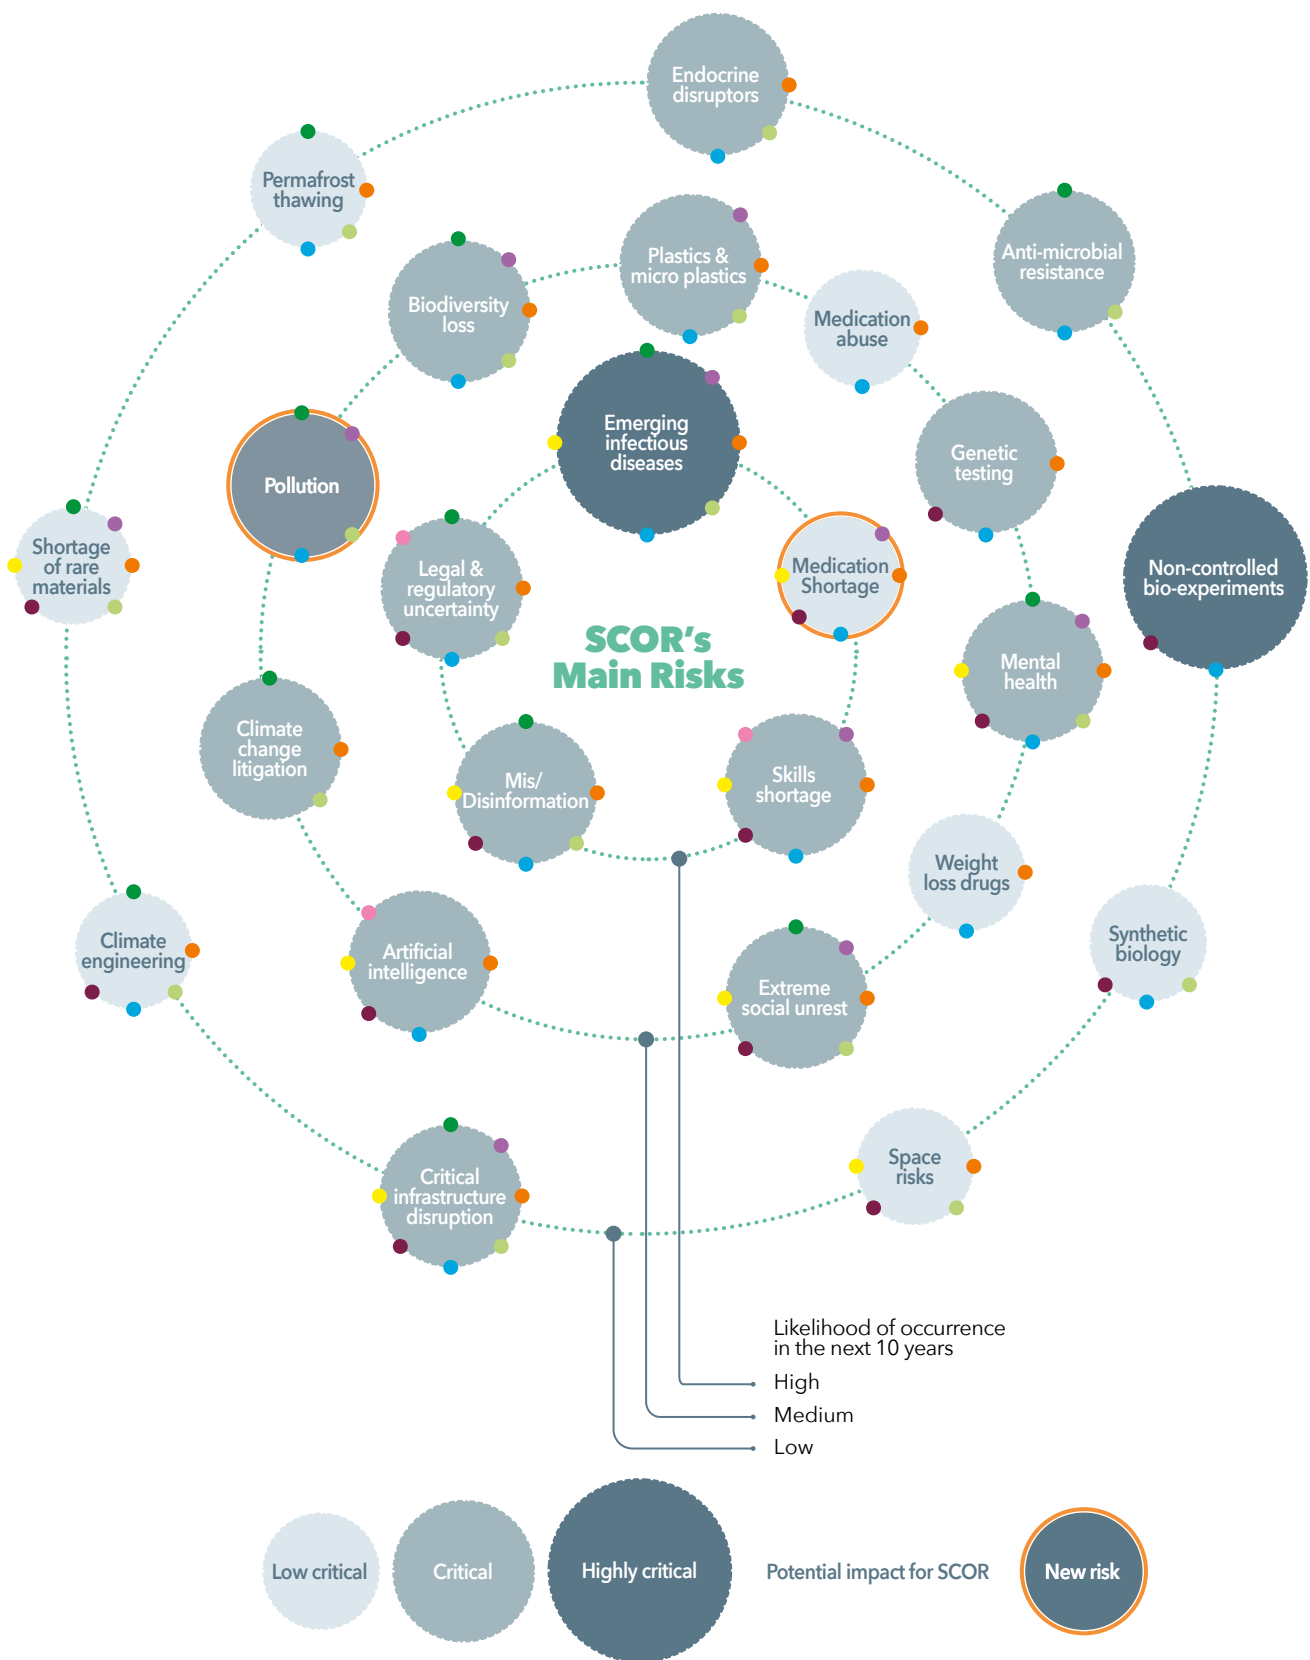 Endocrine
disruptors
Permafrost
thawing
Anti-microbial
resistance
Plastics &
micro plastics
Biodiversity
loss
Medication
abuse
Emerging
infectious
diseases
Genetic
testing
Pollution
Shortage
of rare
materials
Legal &
regulatory
uncertainty
Medication
Shortage
Non-controlled
bio-experiments
SCOR's
Main Risks
Mental
health
Climate
change
litigation
Mis/
Disinformation
Skills
shortage
Weight
loss drugs
Climate
engineering
Artificial
intelligence
Extreme
social unrest
Synthetic
biology
Critical
infrastructure
disruption
Space
risks
Likelihood of occurrence
in the next 10 years
High
Medium
Low
Low critical
Critical
Highly critical
Potential impact for SCOR
New risk